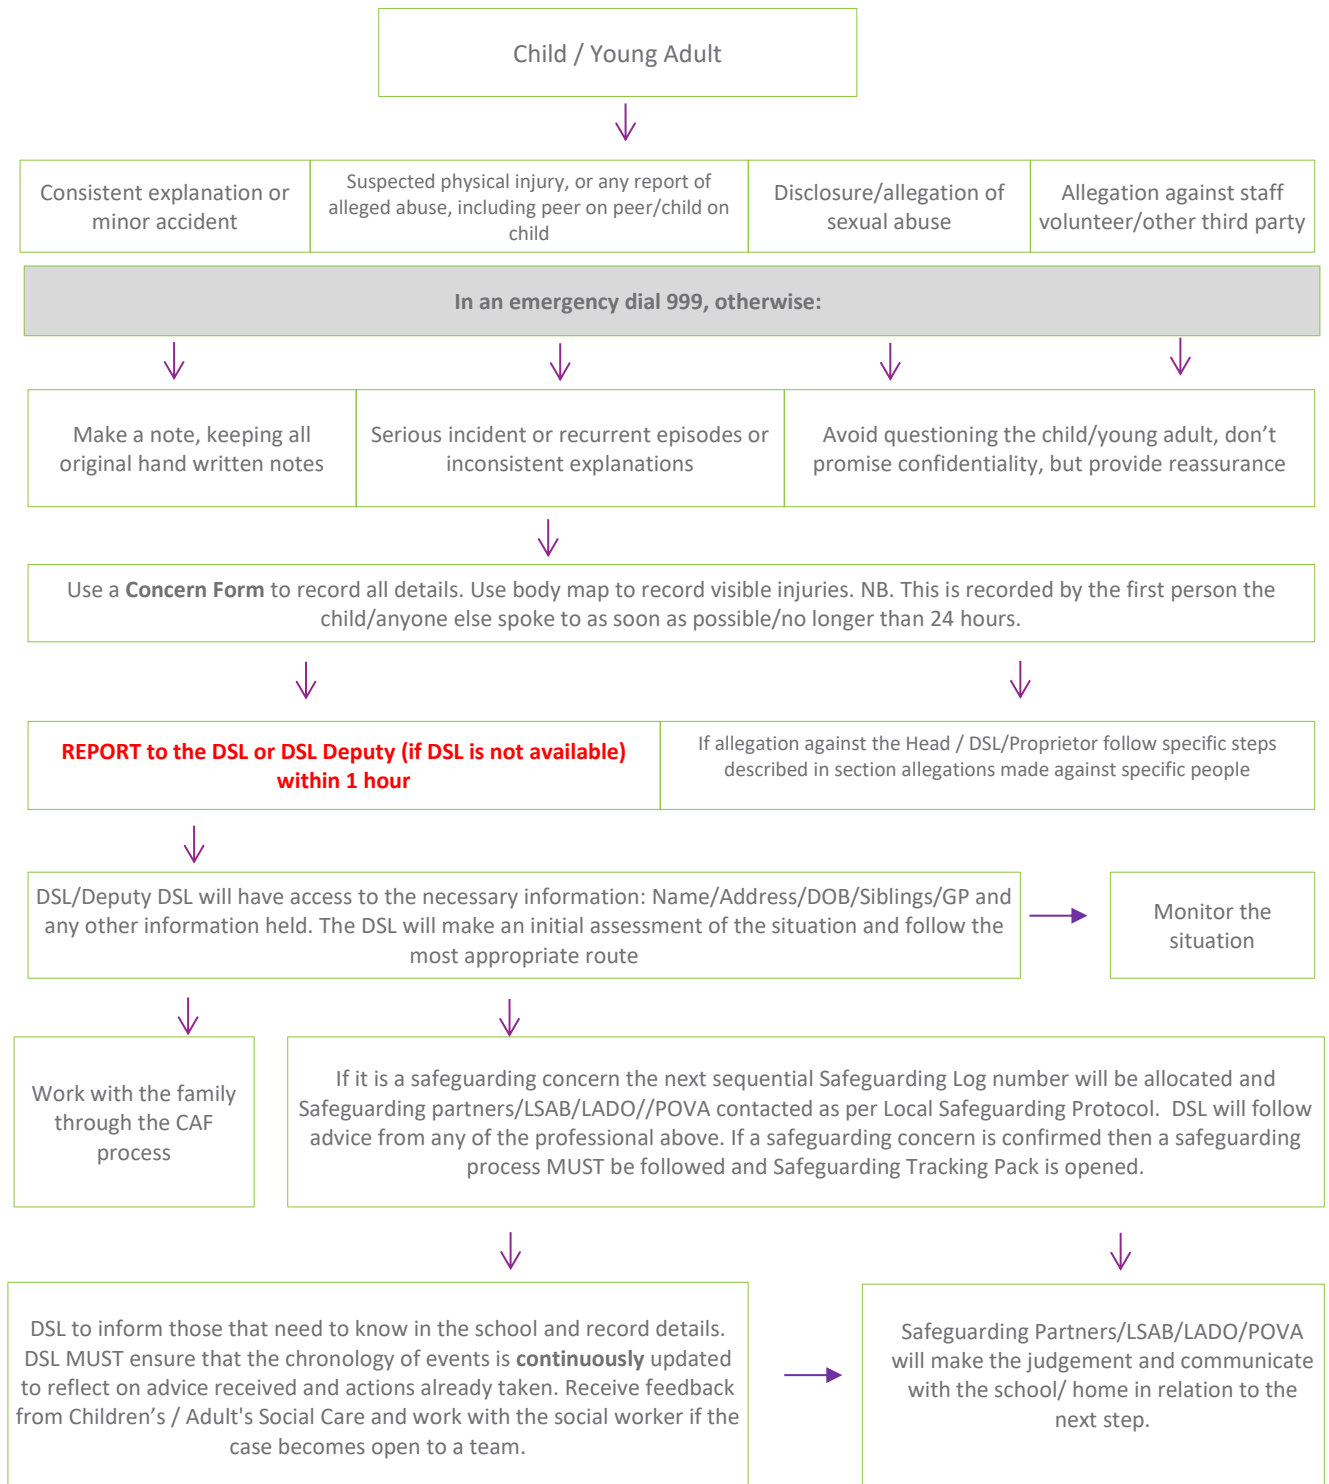 Child / Young Adult
Consistent explanation or
minor accident
Suspected physical injury, or any report of
alleged abuse, including peer on peer/child on
child
Disclosure/allegation of
sexual abuse
Allegation against staff
volunteer/other third party
In an emergency dial 999, otherwise:
Make a note, keeping all
original hand written notes
Serious incident or recurrent episodes or
inconsistent explanations
Avoid questioning the child/young adult, don’t
promise confidentiality, but provide reassurance
Use a Concern Form to record all details. Use body map to record visible injuries. NB. This is recorded by the first person the
child/anyone else spoke to as soon as possible/no longer than 24 hours.
REPORT to the DSL or DSL Deputy (if DSL is not available)
within 1 hour
If allegation against the Head / DSL/Proprietor follow specific steps
described in section allegations made against specific people
DSL/Deputy DSL will have access to the necessary information: Name/Address/DOB/Siblings/GP and
any other information held. The DSL will make an initial assessment of the situation and follow the
most appropriate route
Monitor the
situation
Work with the family
through the CAF
process
If it is a safeguarding concern the next sequential Safeguarding Log number will be allocated and
Safeguarding partners/LSAB/LADO//POVA contacted as per Local Safeguarding Protocol. DSL will follow
advice from any of the professional above. If a safeguarding concern is confirmed then a safeguarding
process MUST be followed and Safeguarding Tracking Pack is opened.
DSL to inform those that need to know in the school and record details.
DSL MUST ensure that the chronology of events is continuously updated
to reflect on advice received and actions already taken. Receive feedback
from Children’s / Adult's Social Care and work with the social worker if the
case becomes open to a team.
Safeguarding Partners/LSAB/LADO/POVA
will make the judgement and communicate
with the school/ home in relation to the
next step.